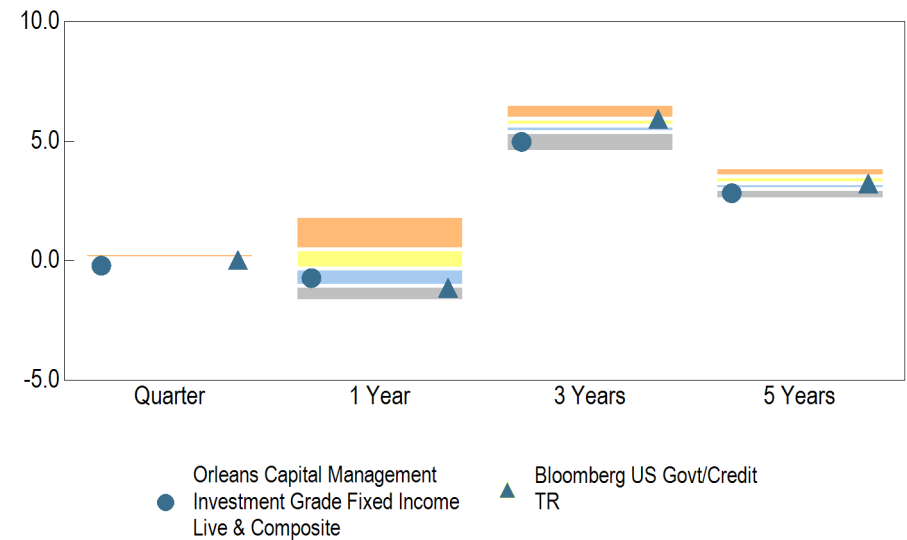 10.0
5.0
0.0
-5.0
Quarter
1 Year
3 Years
5 Years
Orleans Capital Management
Investment Grade Fixed Income
Live & Composite
Bloomberg US Govt/Credit
TR